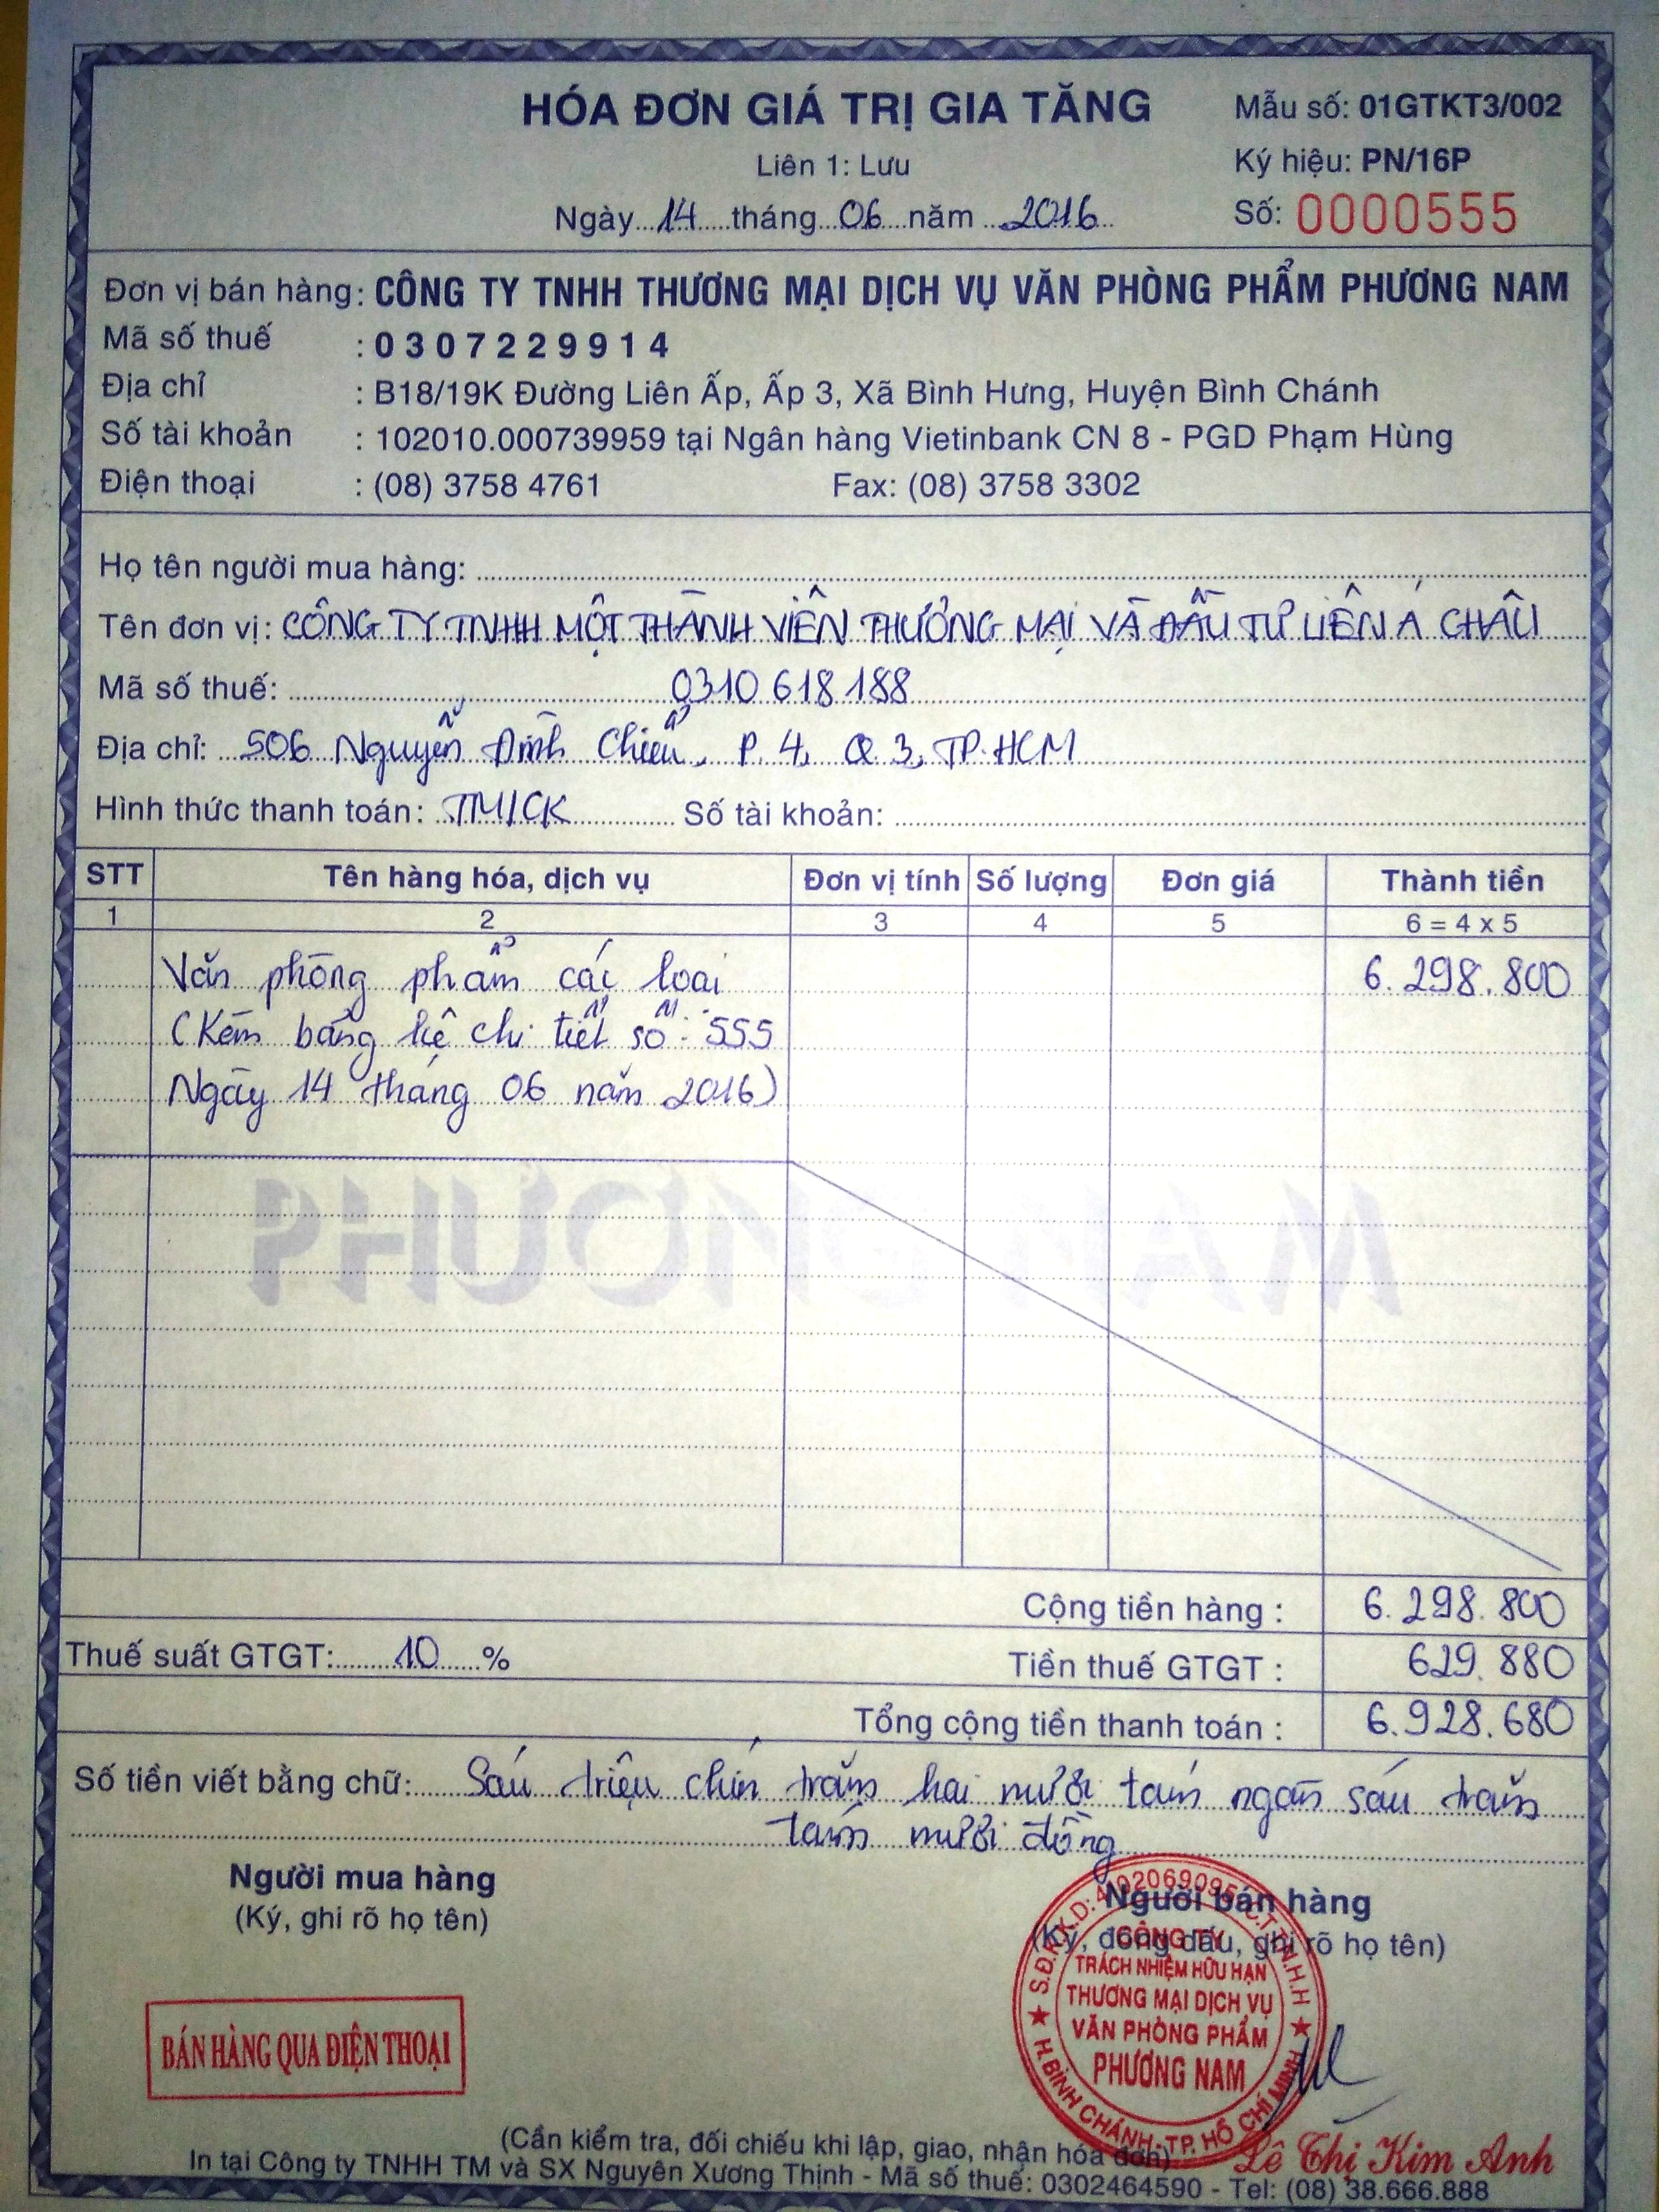 HÓA ĐƠN GIÁ TRỊ GIA TĂNG
Mẫu số: 01GTKT3/002
Liên 1: Lưu
Ký hiệu: PN/16P
Ngày 14 tháng 06 năm 2016
Số: 0000555
Đơn vị bán hàng: CÔNG TY TNHH THƯƠNG MẠI DỊCH VỤ VĂN PHÒNG PHẨM PHƯƠNG NAM
Mã số thuế : 0307229914
Địa chỉ : B18/19K Đường Liên Ấp, Ấp 3, Xã Bình Hưng, Huyện Bình Chánh
Số tài khoản : 102010.000739959 tại Ngân hàng Vietinbank CN 8 - PGD Phạm Hùng
Điện thoại : (08) 3758 4761 Fax: (08) 3758 3302
Họ tên người mua hàng:
Tên đơn vị: CÔNG TY TNHH MỘT THÀNH VIÊN THƯƠNG MẠI VÀ ĐẦU TƯ LIÊN Á CHÂU
Mã số thuế: 0310618188
Địa chỉ: 506 Nguyễn Đình Chiểu, P. 4, Q 3, TP. HCM
Hình thức thanh toán: TM/CK Số tài khoản:
STT Tên hàng hóa, dịch vụ Đơn vị tính Số lượng Đơn giá Thành tiền
1 2 3 4 5 6 = 4 x 5
Văn phòng phẩm các loại 6.298.800
(Kèm bảng kê chi tiết số: 555
Ngày 14 tháng 06 năm 2016)
PHƯƠNG NAM
Cộng tiền hàng : 6.298.800
Thuế suất GTGT: 10 % Tiền thuế GTGT : 629.880
Tổng cộng tiền thanh toán : 6.928.680
Số tiền viết bằng chữ: Sáu triệu chín trăm hai mươi tám ngàn sáu trăm
tám mươi đồng
Người mua hàng
(Ký, ghi rõ họ tên)
Người bán hàng
(Ký, đóng dấu, ghi rõ họ tên)
BÁN HÀNG QUA ĐIỆN THOẠI
CÔNG TY
TRÁCH NHIỆM HỮU HẠN
THƯƠNG MẠI DỊCH VỤ
VĂN PHÒNG PHẨM
PHƯƠNG NAM
H.BÌNH CHÁNH-T.P. HỒ CHÍ MINH
Lê Thị Kim Anh
(Cần kiểm tra, đối chiếu khi lập, giao, nhận hóa đơn)
In tại Công ty TNHH TM và SX Nguyên Xương Thịnh - Mã số thuế: 0302464590 - Tel: (08) 38.666.888